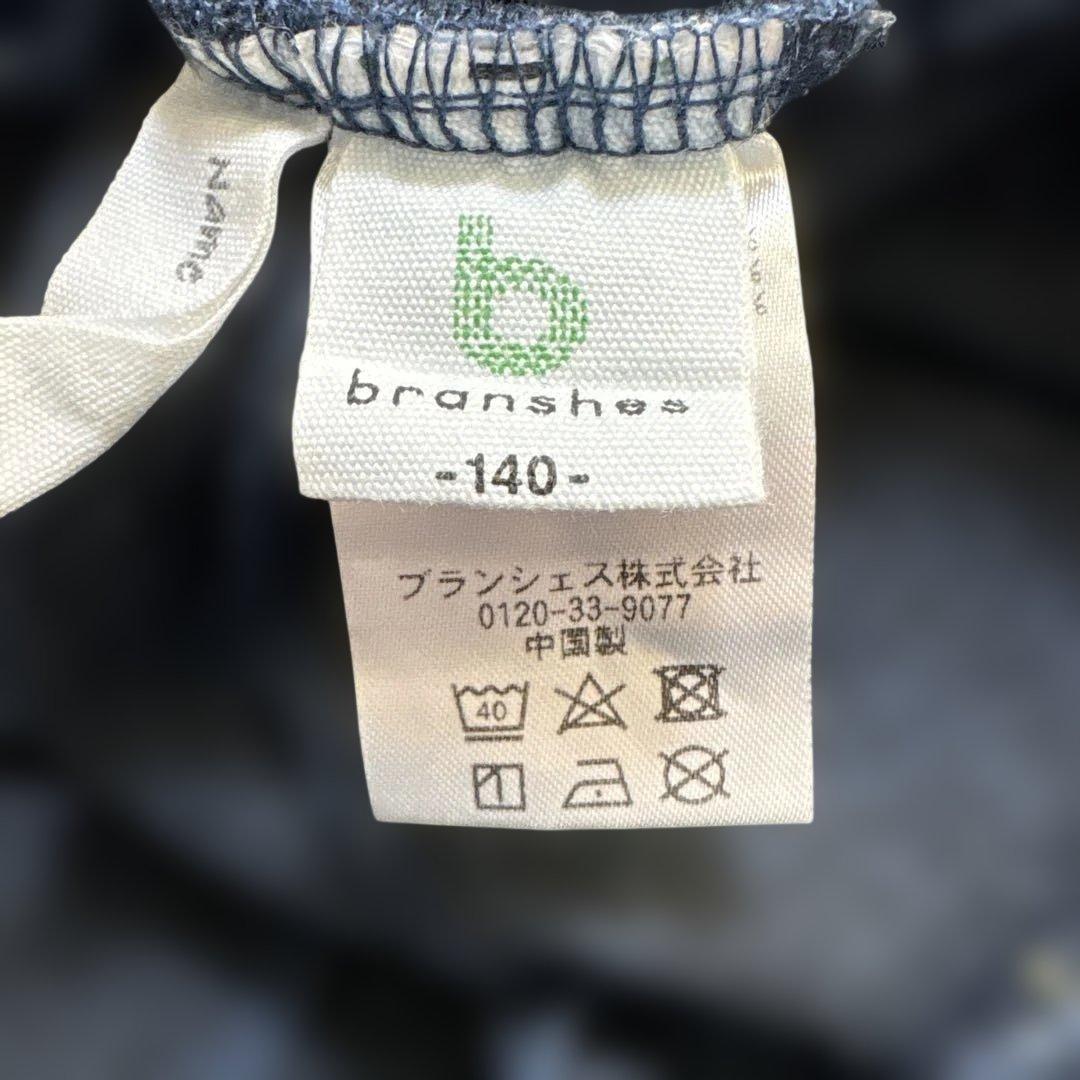 Name
b
branshes
-140-
ブランシェス株式会社
0120-33-9077
中国製
40